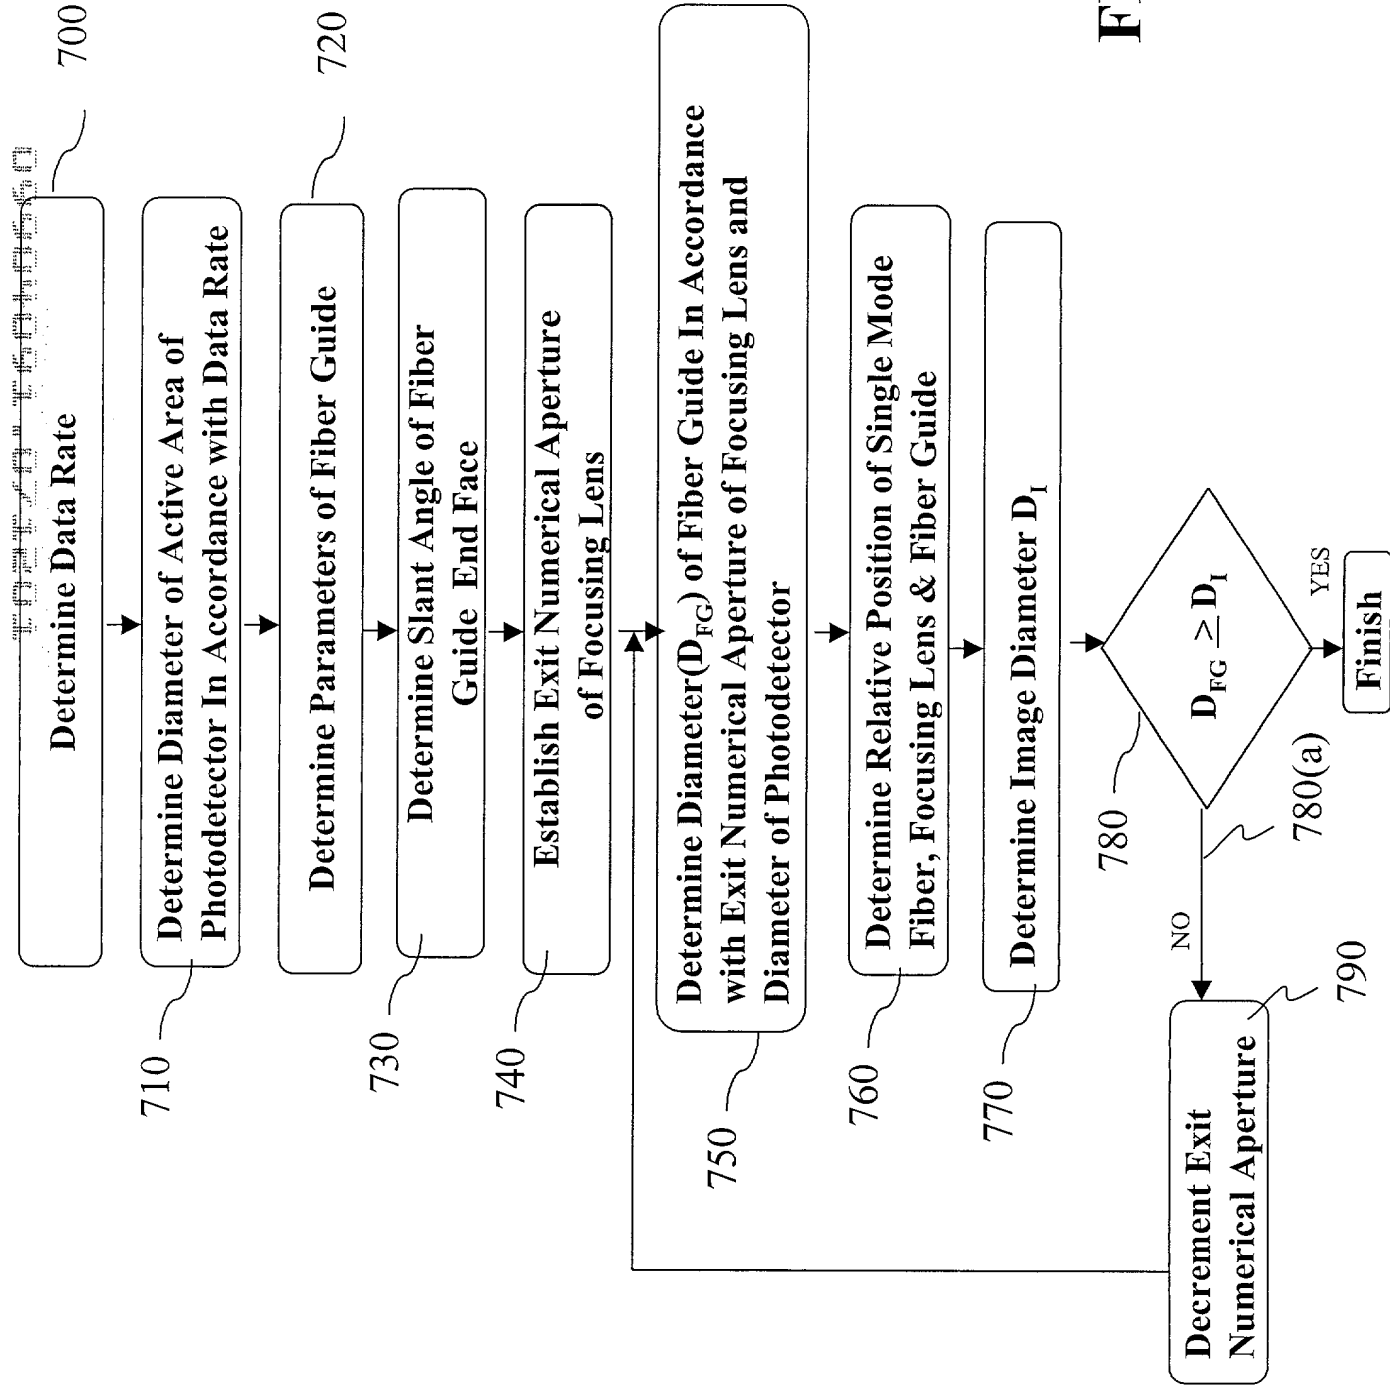 700
Determine Data Rate
710
Determine Diameter of Active Area of
Photodetector In Accordance with Data Rate
720
Determine Parameters of Fiber Guide
730
Determine Slant Angle of Fiber
Guide End Face
740
Establish Exit Numerical Aperture
of Focusing Lens
750
Determine Diameter(D_FG) of Fiber Guide In Accordance
with Exit Numerical Aperture of Focusing Lens and
Diameter of Photodetector
760
Determine Relative Position of Single Mode
Fiber, Focusing Lens & Fiber Guide
770
Determine Image Diameter D_I
780
D_FG ≥ D_I
NO
780(a)
YES
790
Decrement Exit
Numerical Aperture
Finish